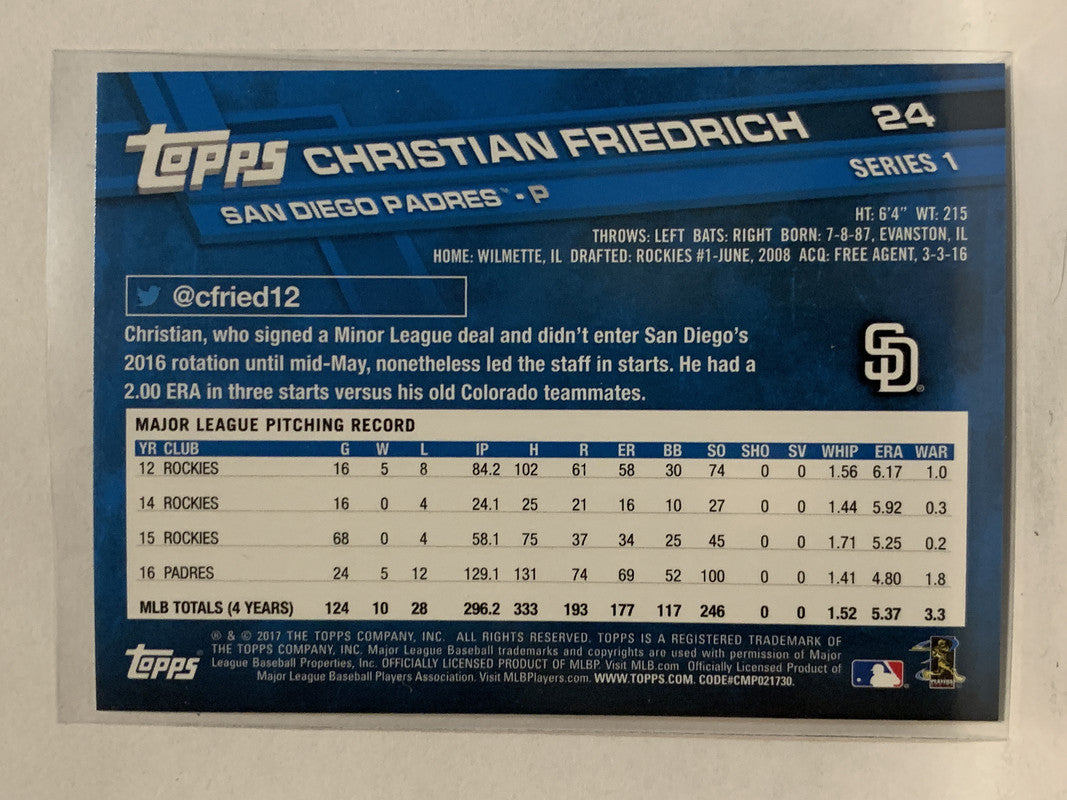 topps CHRISTIAN FRIEDRICH 24
SAN DIEGO PADRES™ • P SERIES 1
HT: 6'4" WT: 215
THROWS: LEFT BATS: RIGHT BORN: 7-8-87, EVANSTON, IL
HOME: WILMETTE, IL DRAFTED: ROCKIES #1-JUNE, 2008 ACQ: FREE AGENT, 3-3-16
@cfried12
Christian, who signed a Minor League deal and didn't enter San Diego's
2016 rotation until mid-May, nonetheless led the staff in starts. He had a
2.00 ERA in three starts versus his old Colorado teammates.
SD
MAJOR LEAGUE PITCHING RECORD
YR CLUB G W L IP H R ER BB SO SHO SV WHIP ERA WAR
12 ROCKIES 16 5 8 84.2 102 61 58 30 74 0 0 1.56 6.17 1.0
14 ROCKIES 16 0 4 24.1 25 21 16 10 27 0 0 1.44 5.92 0.3
15 ROCKIES 68 0 4 58.1 75 37 34 25 45 0 0 1.71 5.25 0.2
16 PADRES 24 5 12 129.1 131 74 69 52 100 0 0 1.41 4.80 1.8
MLB TOTALS (4 YEARS) 124 10 28 296.2 333 193 177 117 246 0 0 1.52 5.37 3.3
topps
® & © 2017 THE TOPPS COMPANY, INC. ALL RIGHTS RESERVED. TOPPS IS A REGISTERED TRADEMARK OF
THE TOPPS COMPANY, INC. Major League Baseball trademarks and copyrights are used with permission of Major
League Baseball Properties, Inc. OFFICIALLY LICENSED PRODUCT OF MLBP. Visit MLB.com Officially Licensed Product of
Major League Baseball Players Association. Visit MLBPlayers.com. WWW.TOPPS.COM. CODE#CMP021730.
PLAYERS